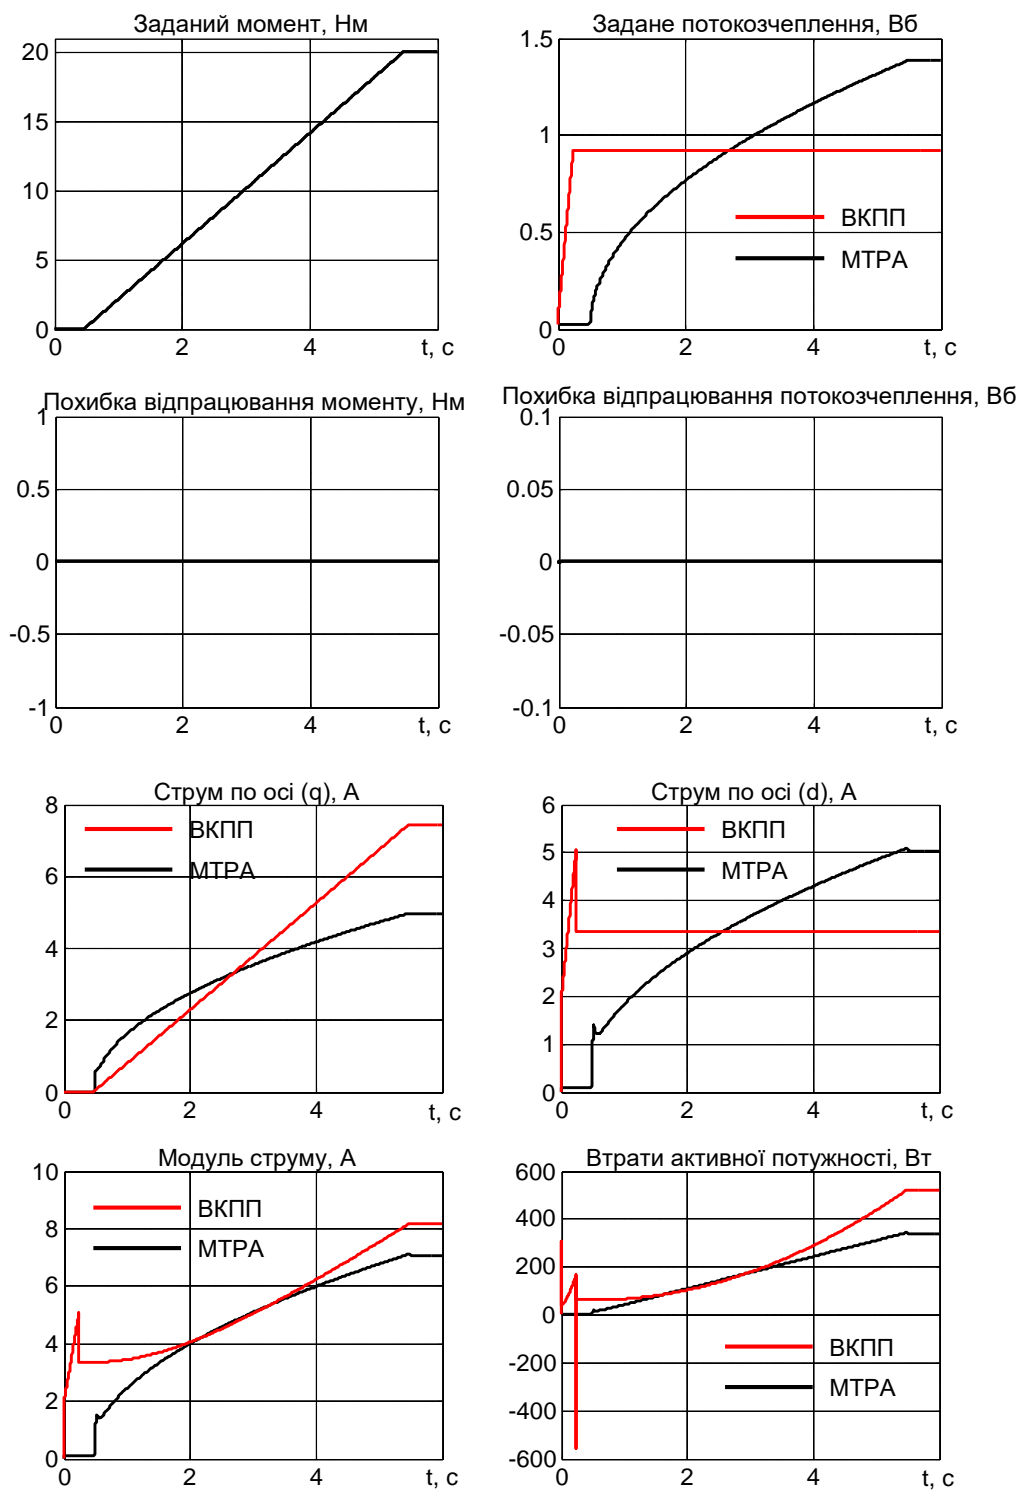 Заданий момент, Нм
20
15
10
5
0
0 2 4 t, с
Задане потокозчеплення, Вб
1.5
1
0.5
0
ВКПП
МТРА
0 2 4 t, с
Похибка відпрацювання моменту, Нм
1
0.5
0
-0.5
-1
0 2 4 t, с
Похибка відпрацювання потокозчеплення, Вб
0.1
0.05
0
-0.05
-0.1
0 2 4 t, с
Струм по осі (q), А
8
6
4
2
0
ВКПП
МТРА
0 2 4 t, с
Струм по осі (d), А
6
5
4
3
2
1
0
ВКПП
МТРА
0 2 4 t, с
Модуль струму, А
10
8
6
4
2
0
ВКПП
МТРА
0 2 4 t, с
Втрати активної потужності, Вт
600
400
200
0
-200
-400
-600
ВКПП
МТРА
0 2 4 t, с